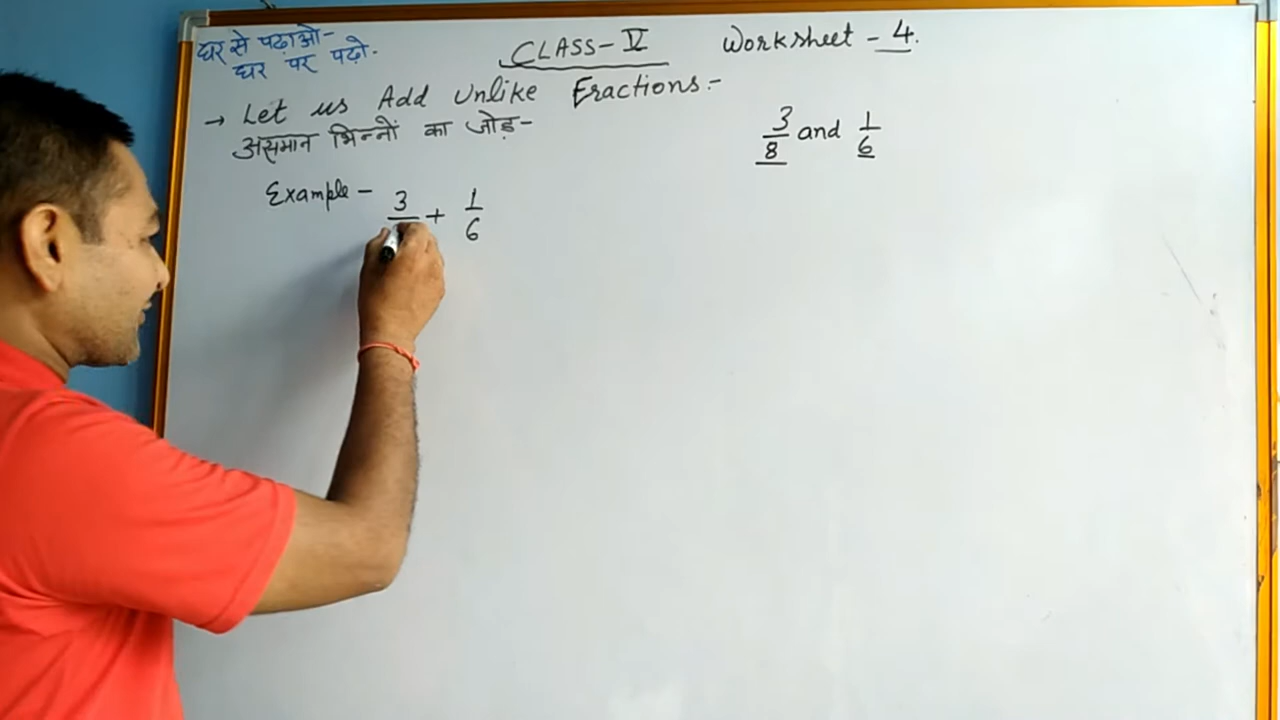 घर से पढ़ाओ-
घर पर पढ़ो.
CLASS-V Worksheet - 4.
→ Let us Add Unlike Fractions:-
असमान भिन्नों का जोड़-
3/8 and 1/6
Example - 3/ + 1/6